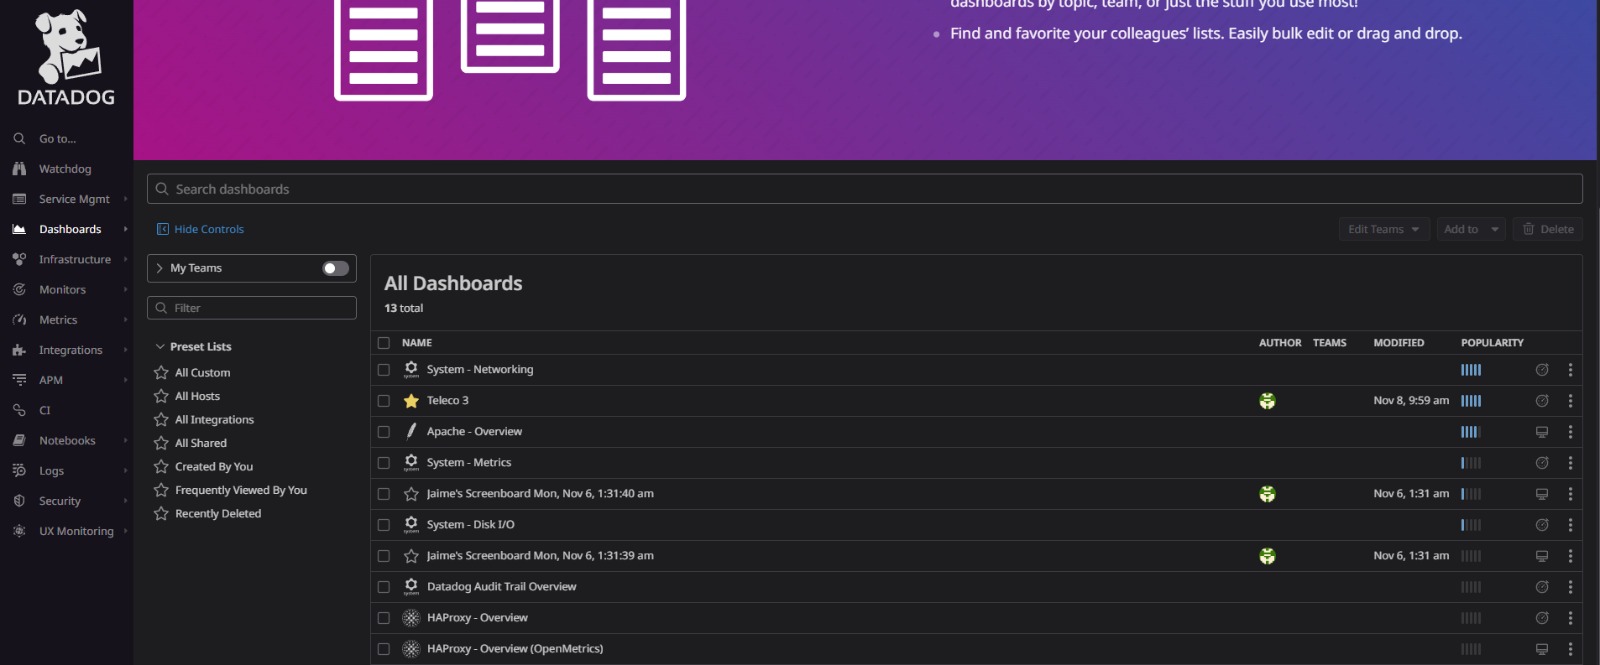 dashboards by topic, team, or just the stuff you use most!
Find and favorite your colleagues’ lists. Easily bulk edit or drag and drop.
DATADOG
Go to...
Watchdog
Service Mgmt
Dashboards
Infrastructure
Monitors
Metrics
Integrations
APM
CI
Notebooks
Logs
Security
UX Monitoring
Search dashboards
Hide Controls
Edit Teams
Add to
Delete
My Teams
Filter
Preset Lists
All Custom
All Hosts
All Integrations
All Shared
Created By You
Frequently Viewed By You
Recently Deleted
All Dashboards
13 total
NAME AUTHOR TEAMS MODIFIED POPULARITY
system System - Networking
Teleco 3 Nov 8, 9:59 am
Apache - Overview
system System - Metrics
Jaime's Screenboard Mon, Nov 6, 1:31:40 am Nov 6, 1:31 am
system System - Disk I/O
Jaime's Screenboard Mon, Nov 6, 1:31:39 am Nov 6, 1:31 am
system Datadog Audit Trail Overview
HAProxy - Overview
HAProxy - Overview (OpenMetrics)